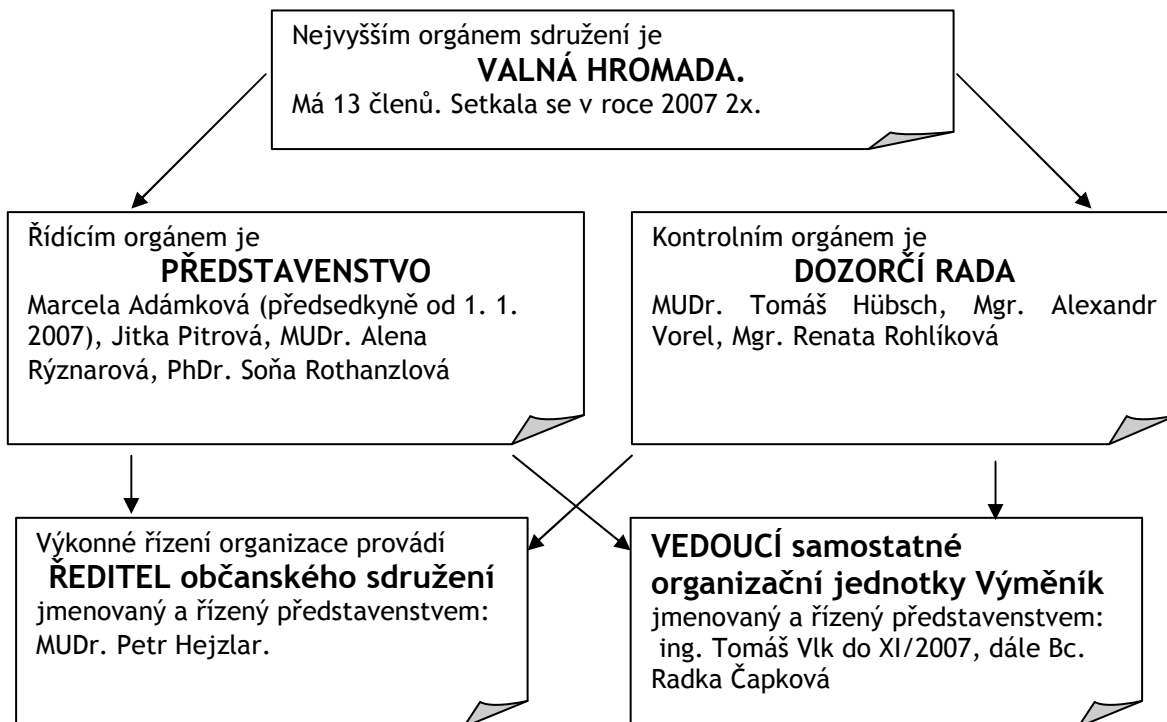 Nejvyšším orgánem sdružení je
VALNÁ HROMADA.
Má 13 členů. Setkala se v roce 2007 2x.
Řídícím orgánem je
PŘEDSTAVENSTVO
Marcela Adámková (předsedkyně od 1. 1.
2007), Jitka Pitrová, MUDr. Alena
Rýznarová, PhDr. Soňa Rothanzlová
Kontrolním orgánem je
DOZORČÍ RADA
MUDr. Tomáš Hübsch, Mgr. Alexandr
Vorel, Mgr. Renata Rohlíková
Výkonné řízení organizace provádí
ŘEDITEL občanského sdružení
jmenovaný a řízený představenstvem:
MUDr. Petr Hejzlar.
VEDOUCÍ samostatné
organizační jednotky Výměník
jmenovaný a řízený představenstvem:
ing. Tomáš Vlk do XI/2007, dále Bc.
Radka Čapková